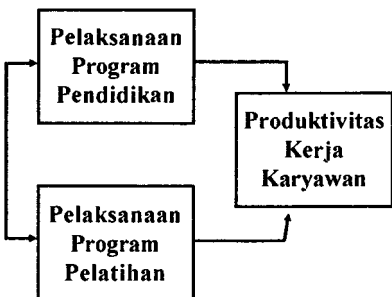 Pelaksanaan
Program
Pendidikan
Produktivitas
Kerja
Karyawan
Pelaksanaan
Program
Pelatihan